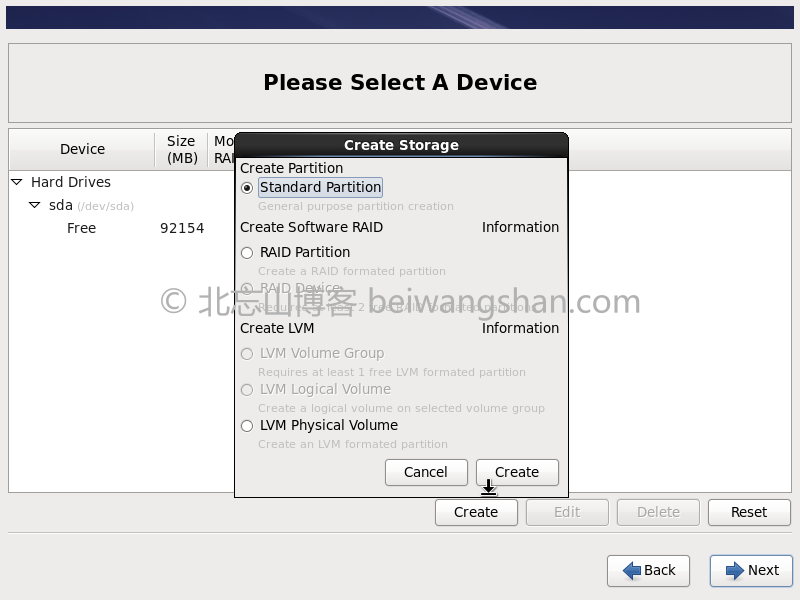 Please Select A Device
Device
Size
(MB)
Mo
RAI
Hard Drives
sda (/dev/sda)
Free 92154
Create Storage
Create Partition
Standard Partition
General purpose partition creation
Create Software RAID Information
RAID Partition
Create a RAID formated partition
RAID Device
Requires at least 2 free RAID formated partitions
© 北忘山博客 beiwangshan.com
Create LVM Information
LVM Volume Group
Requires at least 1 free LVM formated partition
LVM Logical Volume
Create a logical volume on selected volume group
LVM Physical Volume
Create an LVM formated partition
Cancel Create
Create Edit Delete Reset
Back Next